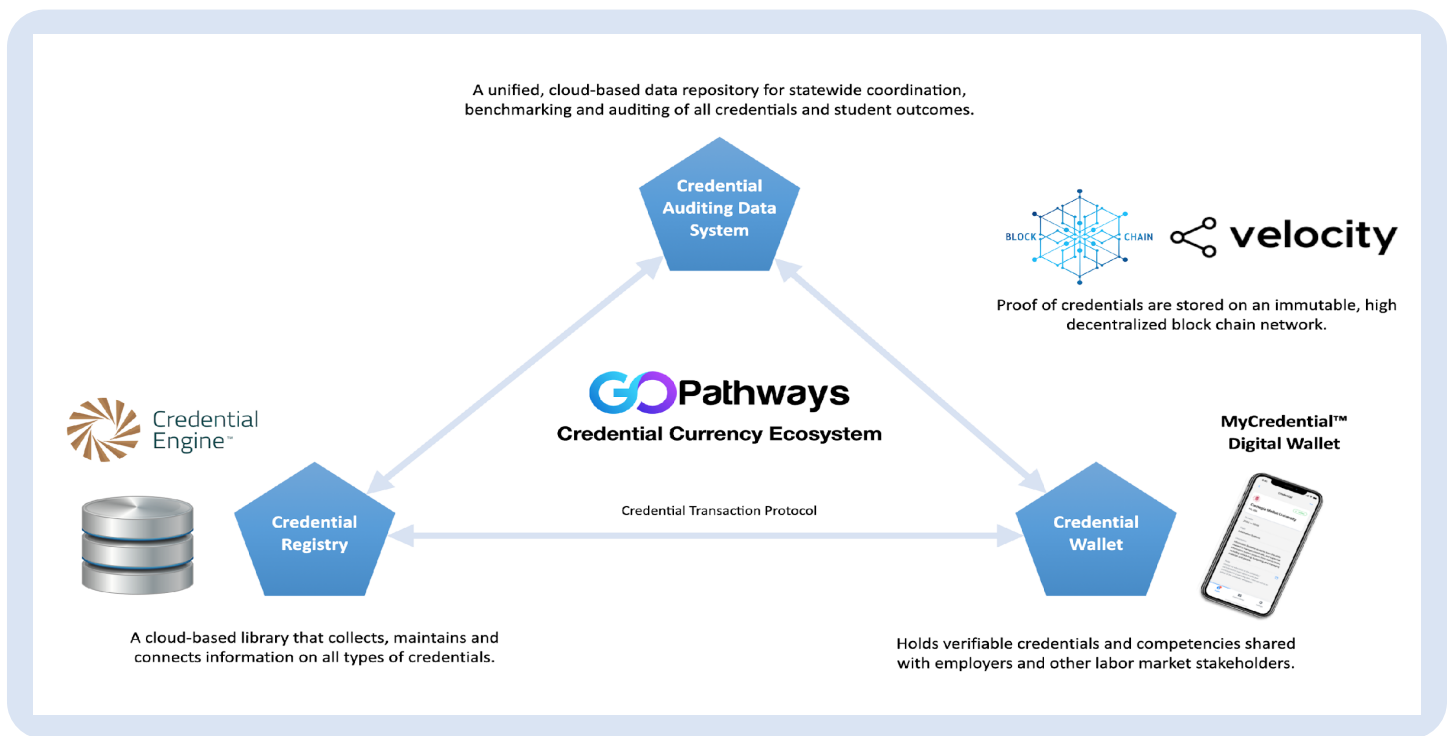 A unified, cloud-based data repository for statewide coordination,
benchmarking and auditing of all credentials and student outcomes.
Credential
Auditing Data
System
BLOCK CHAIN
velocity
Proof of credentials are stored on an immutable, high
decentralized block chain network.
GO Pathways
Credential Currency Ecosystem
Credential
Engine™
MyCredential™
Digital Wallet
Credential
Registry
Credential Transaction Protocol
Credential
Wallet
A cloud-based library that collects, maintains and
connects information on all types of credentials.
Holds verifiable credentials and competencies shared
with employers and other labor market stakeholders.